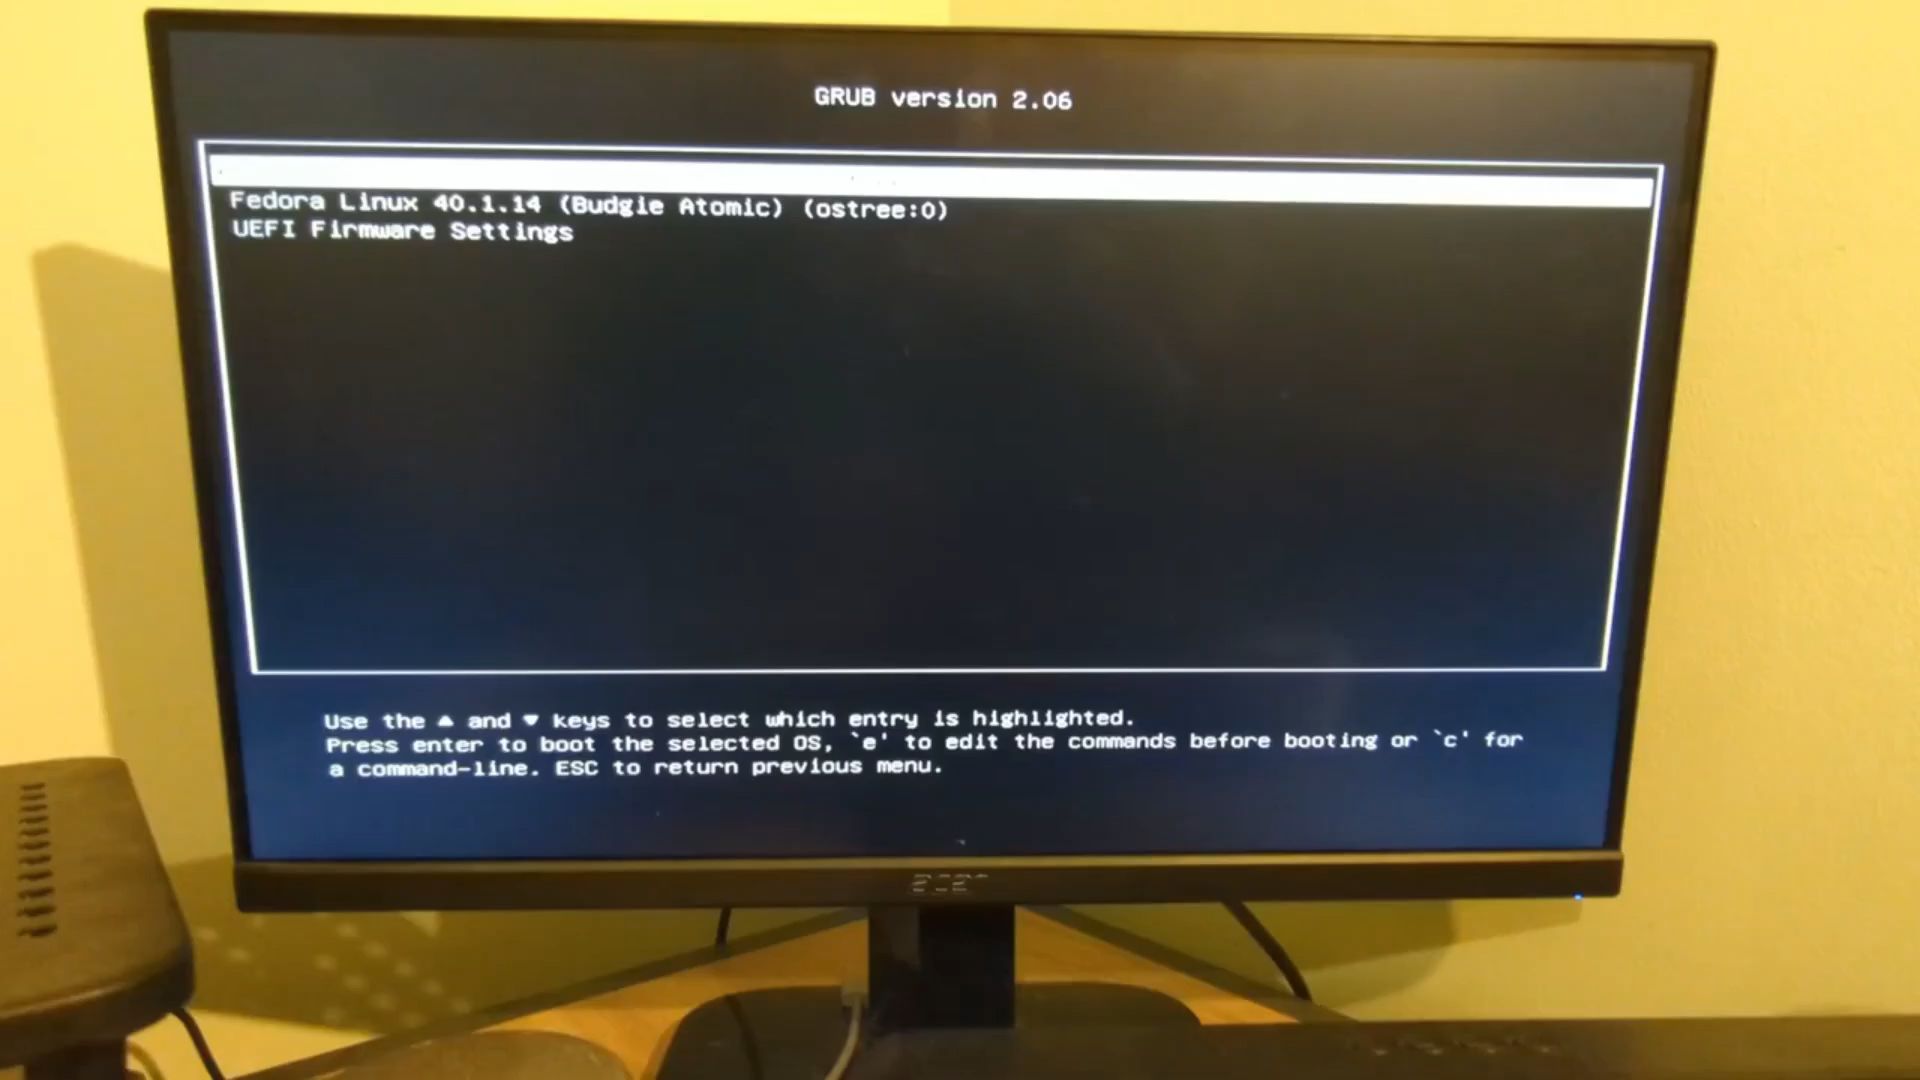 GRUB version 2.06
Fedora Linux 40.1.14 (Budgie Atomic) (ostree:0)
UEFI Firmware Settings
Use the ▲ and ▼ keys to select which entry is highlighted.
Press enter to boot the selected OS, `e' to edit the commands before booting or `c' for
a command-line. ESC to return previous menu.
acer